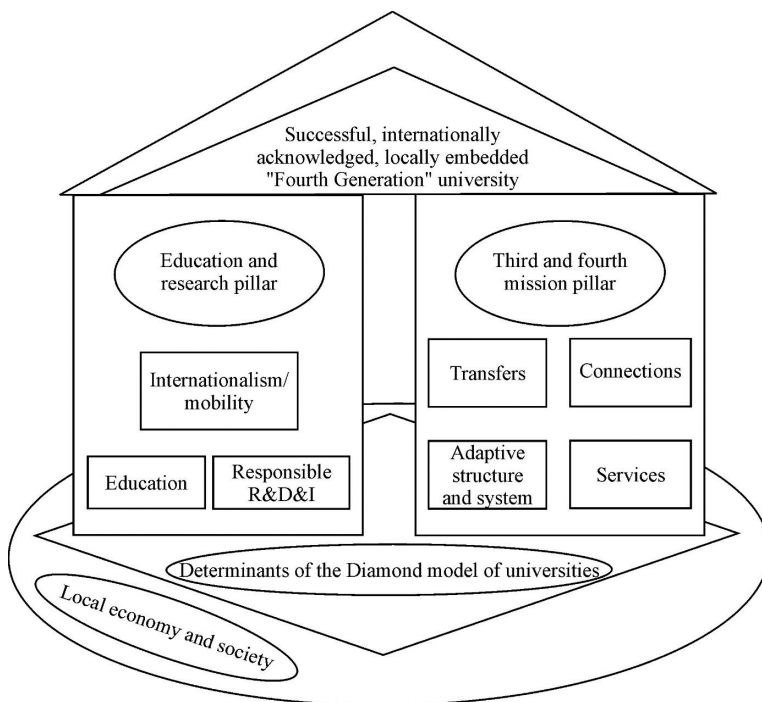 Successful, internationally
acknowledged, locally embedded
"Fourth Generation" university
Education and
research pillar
Internationalism/
mobility
Education
Responsible
R&D&I
Third and fourth
mission pillar
Transfers
Connections
Adaptive
structure
and system
Services
Determinants of the Diamond model of universities
Local economy and society